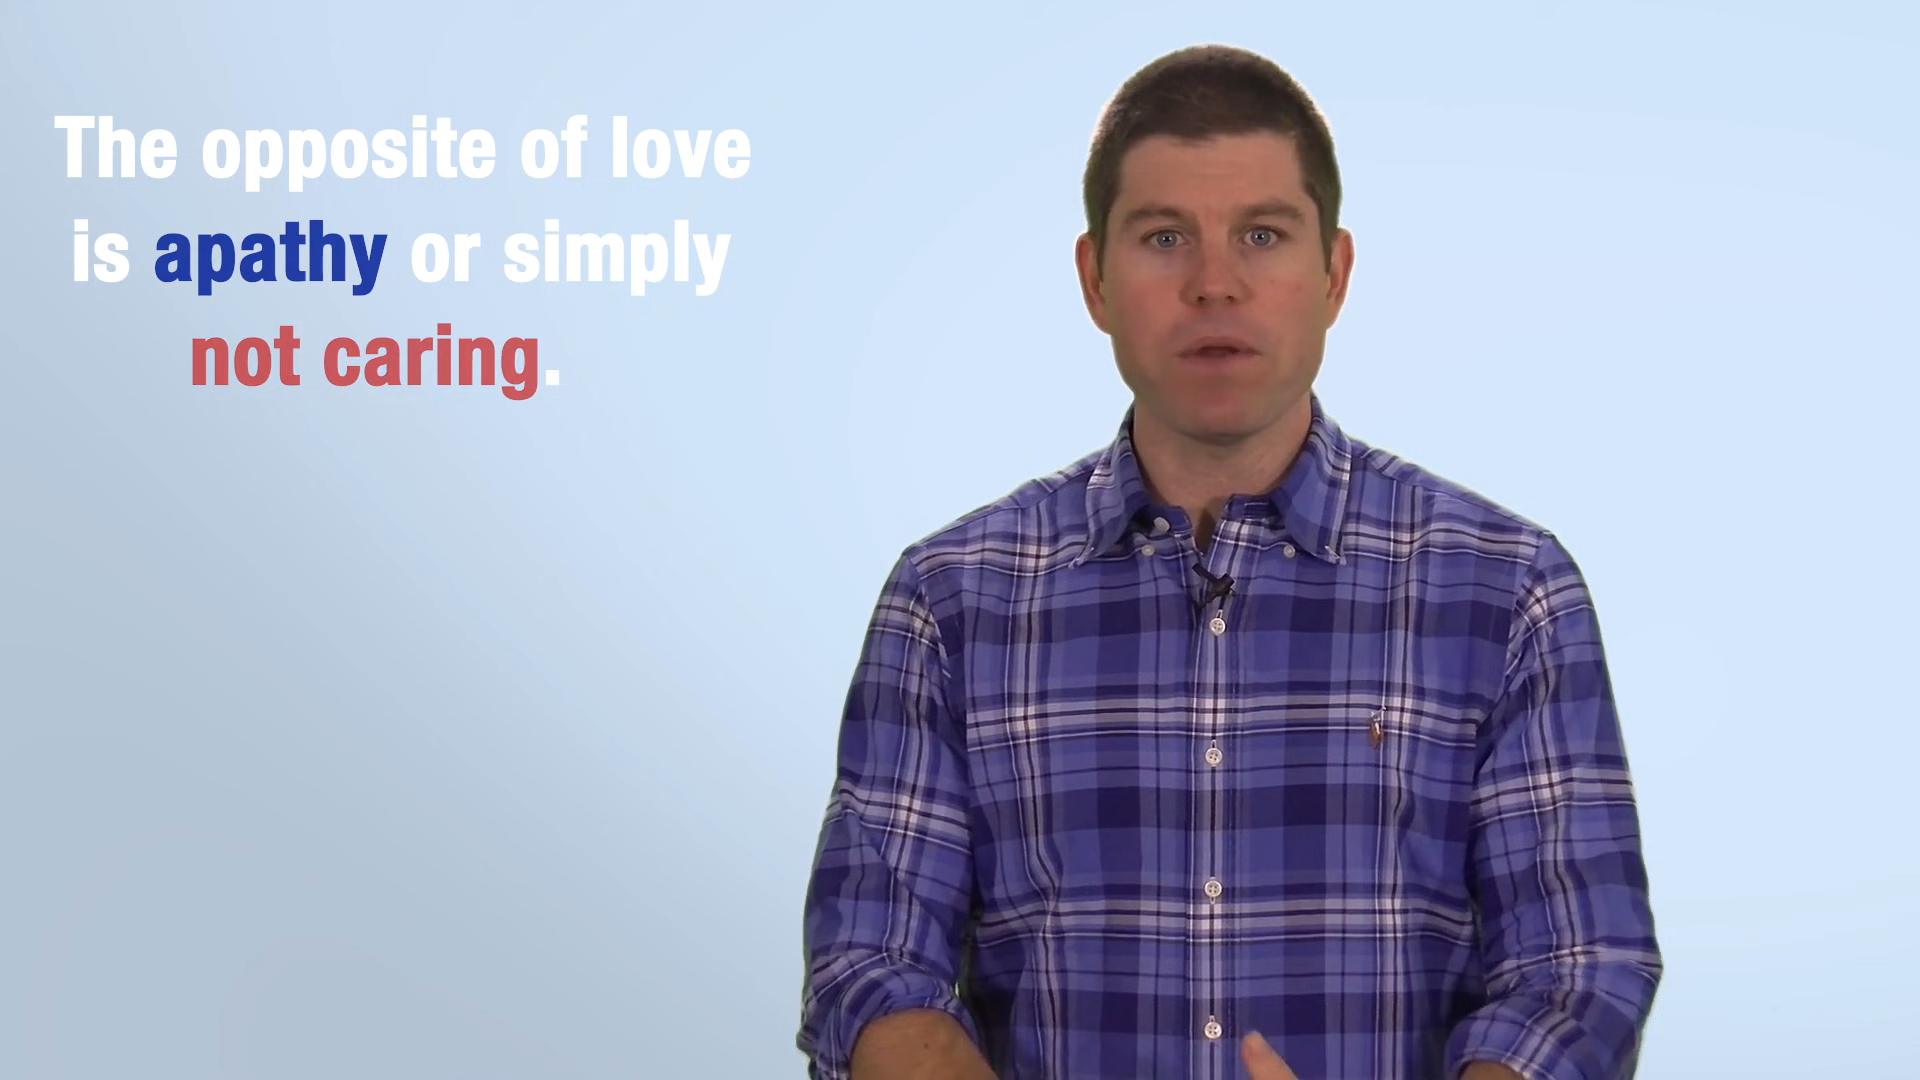 The opposite of love
is apathy or simply
not caring.